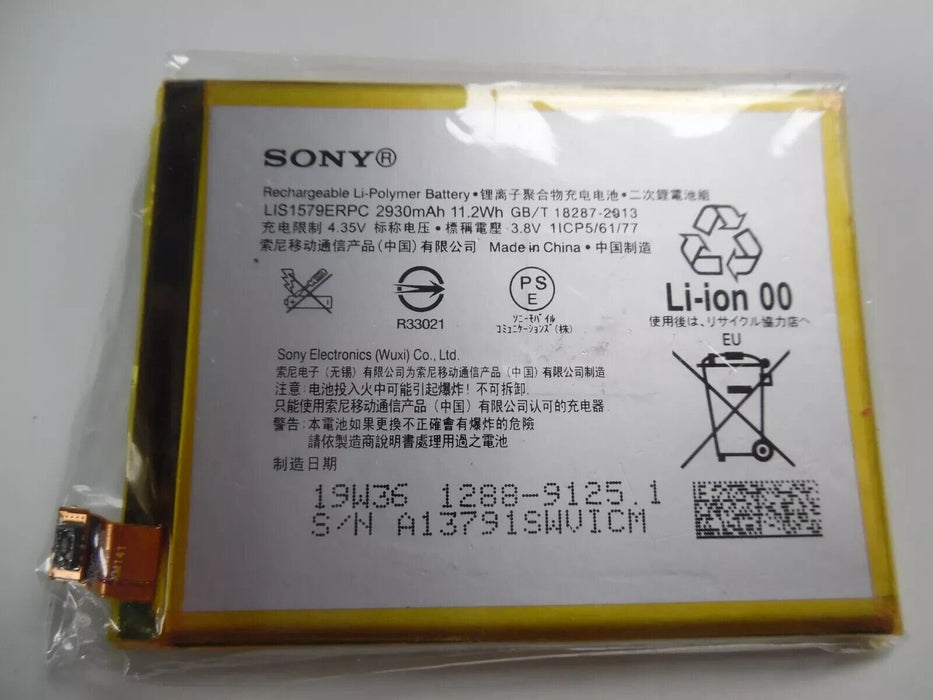 SONY®
Rechargeable Li-Polymer Battery•锂离子聚合物充电电池•二次鋰電池組
LIS1579ERPC 2930mAh 11.2Wh GB/T 18287-2013
充电限制 4.35V 标称电压•標稱電壓 3.8V 1ICP5/61/77
索尼移动通信产品(中国)有限公司 Made in China•中国制造
Li-ion 00
使用後は、リサイクル協力店へ
R33021
PS
E
ソニーモバイル
コミュニケーションズ(株)
EU
Sony Electronics (Wuxi) Co., Ltd.
索尼电子(无锡)有限公司为索尼移动通信产品(中国)有限公司制造
注意:电池投入火中可能引起爆炸!不可拆卸.
只能使用索尼移动通信产品(中国)有限公司认可的充电器
警告:本電池如果更換不正確會有爆炸的危險
請依製造商說明書處理用過之電池
制造日期
19W36 1288-9125.1
S/N A13791SWVICM
XM141